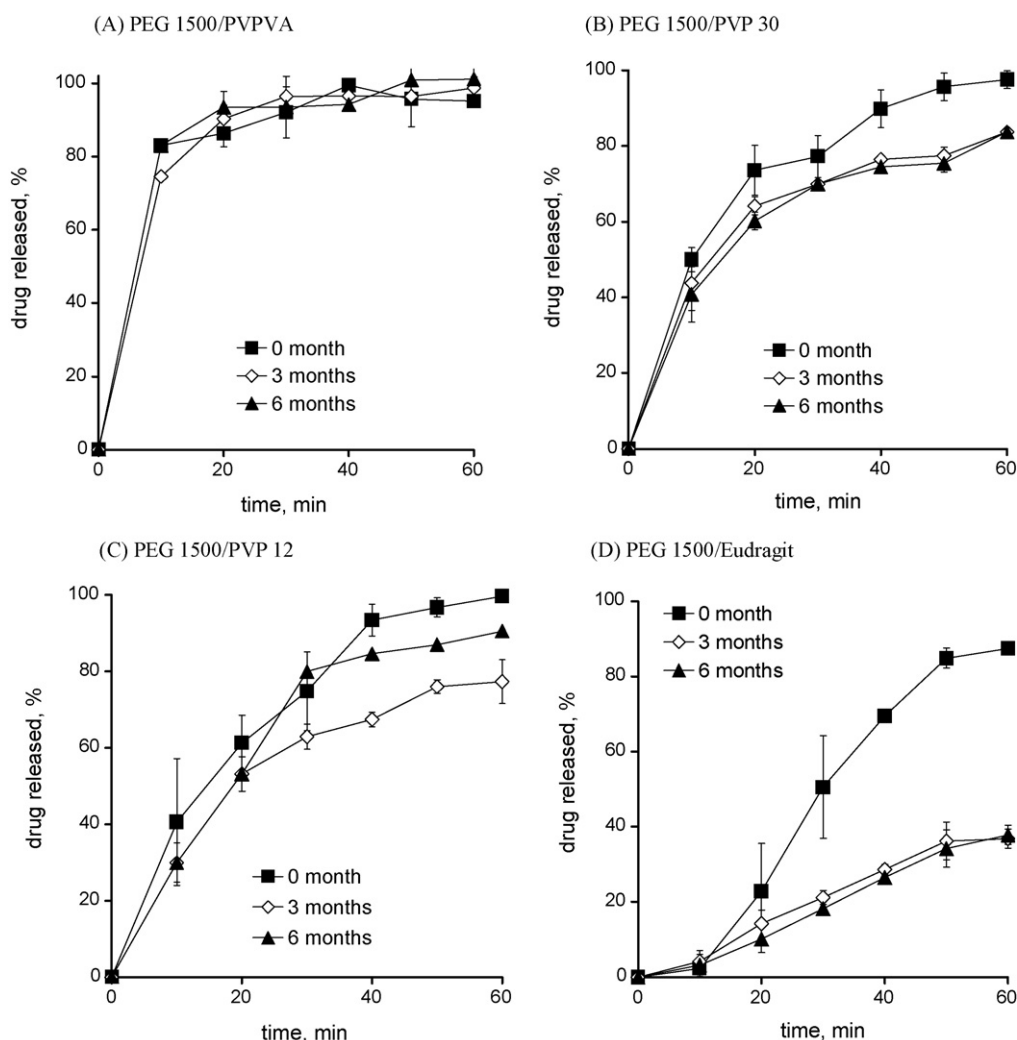 (A) PEG 1500/PVPVA
100
80
60
40
20
0
drug released, %
0 month
3 months
6 months
0 20 40 60
time, min
(B) PEG 1500/PVP 30
100
80
60
40
20
0
drug released, %
0 month
3 months
6 months
0 20 40 60
time, min
(C) PEG 1500/PVP 12
100
80
60
40
20
0
drug released, %
0 month
3 months
6 months
0 20 40 60
time, min
(D) PEG 1500/Eudragit
100
80
60
40
20
0
drug released, %
0 month
3 months
6 months
0 20 40 60
time, min